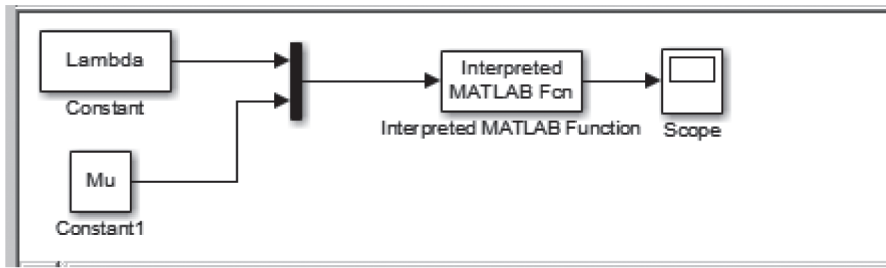 Lambda
Constant
Mu
Constant1
Interpreted
MATLAB Fcn
Interpreted MATLAB Function
Scope